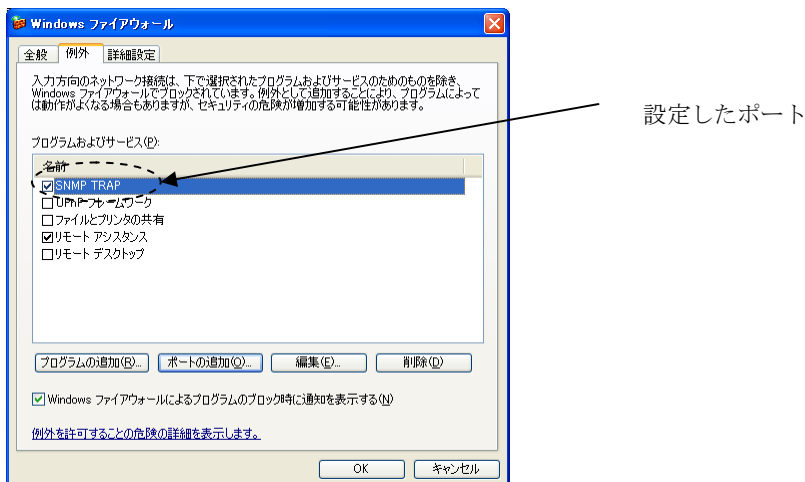 Windows ファイアウォール
全般 例外 詳細設定
入力方向のネットワーク接続は、下で選択されたプログラムおよびサービスのためのものを除き、
Windows ファイアウォールでブロックされています。例外として追加することにより、プログラムによって
は動作がよくなる場合もありますが、セキュリティの危険が増加する可能性があります。
設定したポート
プログラムおよびサービス(P):
名前
SNMP TRAP
UPnP フレームワーク
ファイルとプリンタの共有
リモート アシスタンス
リモート デスクトップ
プログラムの追加(R)... ポートの追加(O)... 編集(E)... 削除(D)
Windows ファイアウォールによるプログラムのブロック時に通知を表示する(N)
例外を許可することの危険の詳細を表示します。
OK キャンセル